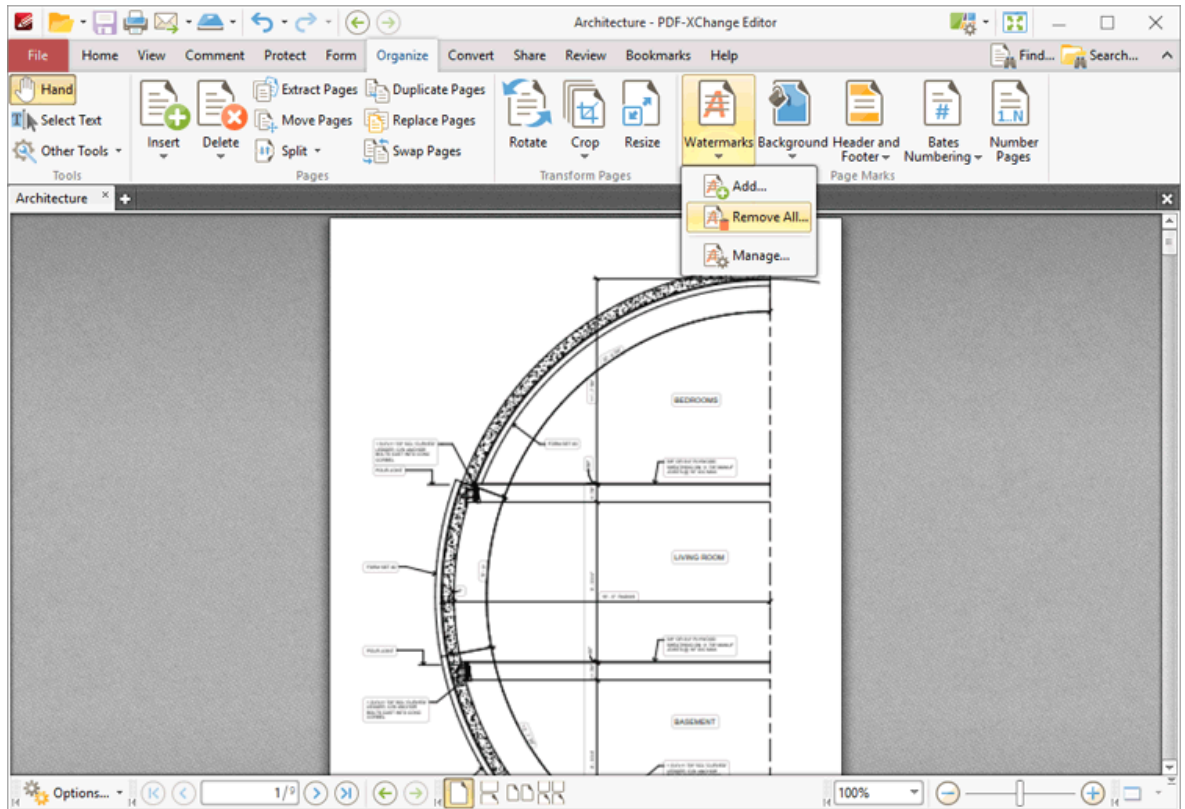 Architecture - PDF-XChange Editor
File Home View Comment Protect Form Organize Convert Share Review Bookmarks Help Find... Search...
Hand
Select Text
Other Tools
Tools
Insert
Delete
Extract Pages
Move Pages
Split
Duplicate Pages
Replace Pages
Swap Pages
Pages
Rotate
Crop
Resize
Transform Pages
Watermarks
Background
Header and
Footer
#
Bates
Numbering
1..N
Number
Pages
Page Marks
Add...
Remove All...
Manage...
Architecture
BEDROOMS
LIVING ROOM
BASEMENT
Options...
1/9
100%